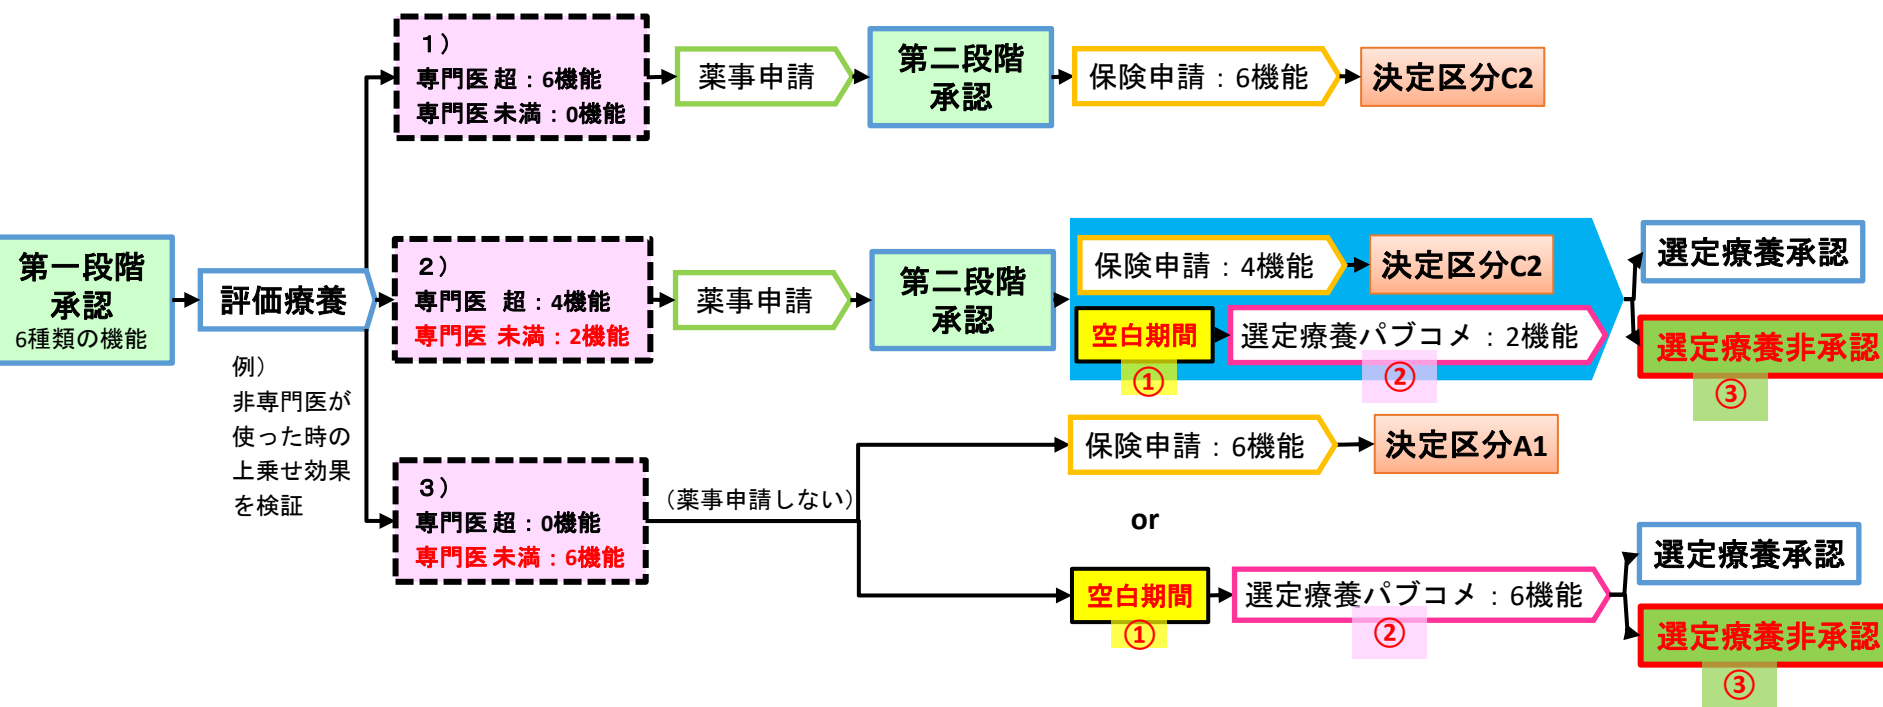 第一段階
承認
6種類の機能
評価療養
例）
非専門医が
使った時の
上乗せ効果
を検証
１）
専門医 超：6機能
専門医 未満：0機能
薬事申請
第二段階
承認
保険申請：6機能
決定区分C2
２）
専門医 超：4機能
専門医 未満：2機能
薬事申請
第二段階
承認
保険申請：4機能
決定区分C2
空白期間
①
選定療養パブコメ：2機能
②
選定療養承認
選定療養非承認
③
３）
専門医 超：0機能
専門医 未満：6機能
（薬事申請しない）
保険申請：6機能
決定区分A1
or
空白期間
①
選定療養パブコメ：6機能
②
選定療養承認
選定療養非承認
③